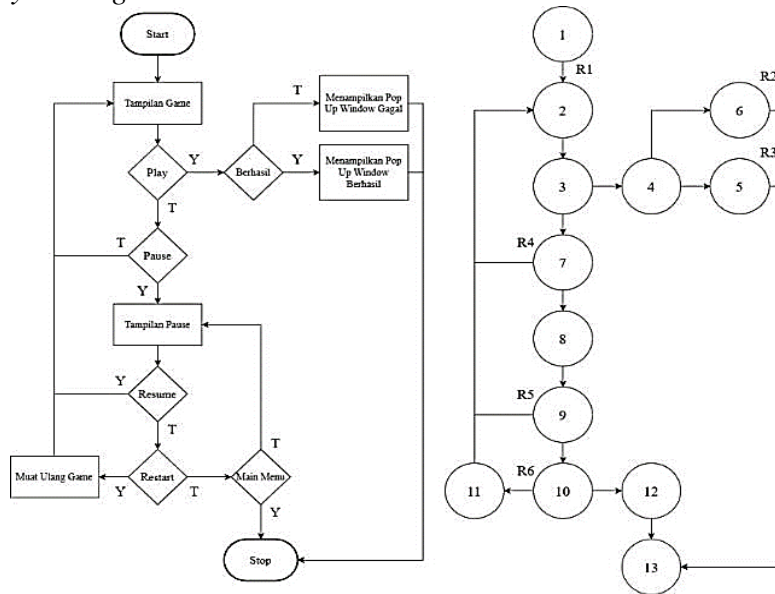 Start
Tampilan Game
Play
Y
Berhasil
T
Menampilkan Pop
Up Window Gagal
Y
Menampilkan Pop
Up Window
Berhasil
T
T
Pause
Y
Tampilan Pause
Y
Resume
T
Muat Ulang Game
Y
Restart
T
Main Menu
T
Y
Stop
1
R1
2
3
4
6
R2
5
R3
R4
7
8
R5
9
R6
11
10
12
13